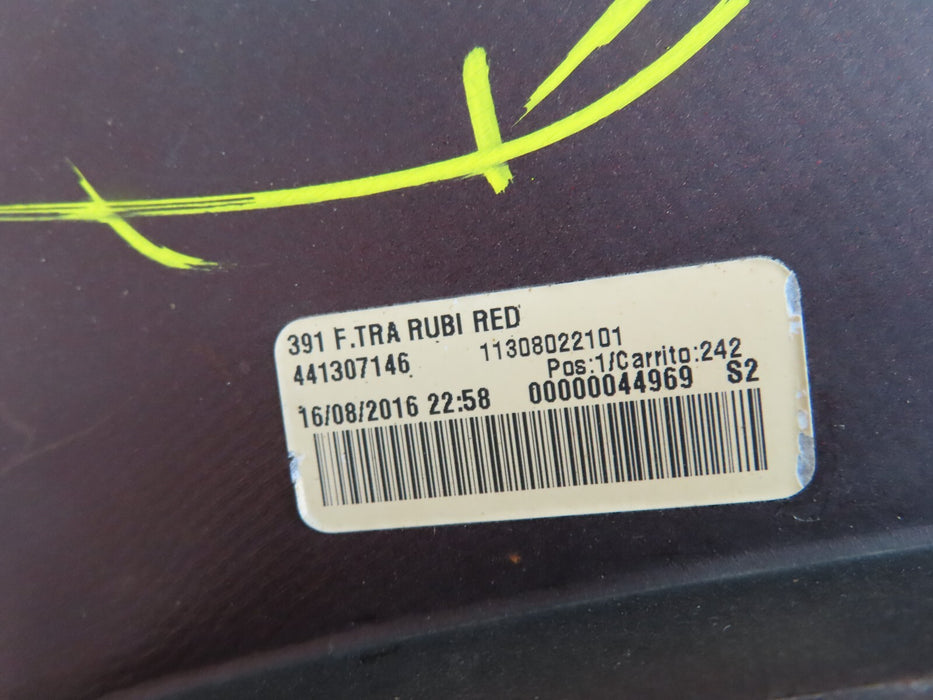 391 F.TRA RUBI RED
441307146 11308022101
Pos:1/Carrito:242
16/08/2016 22:58 00000044969 S2